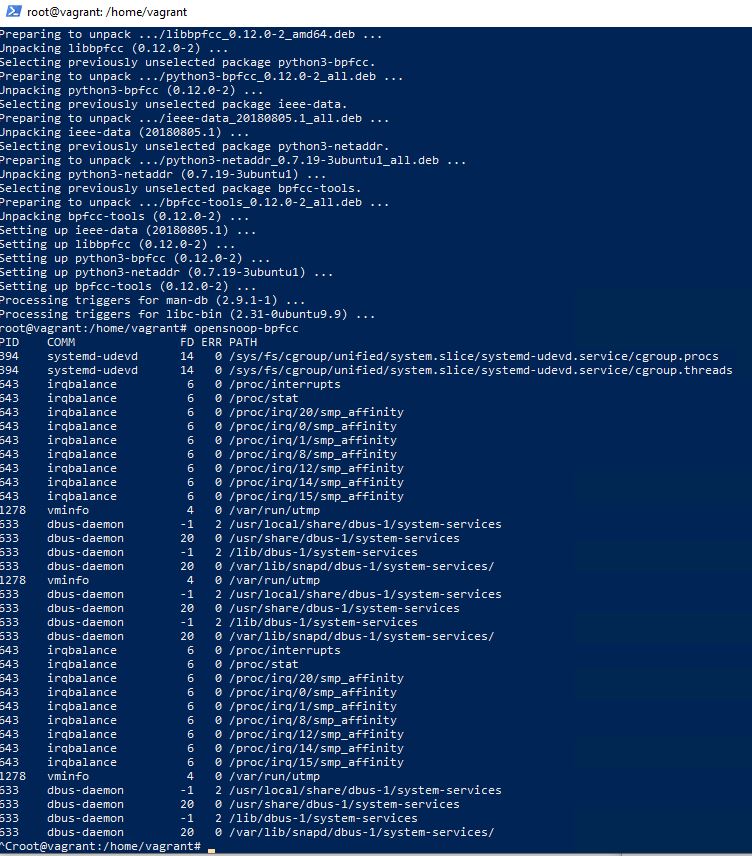 root@vagrant: /home/vagrant
Preparing to unpack .../libbpfcc_0.12.0-2_amd64.deb ...
Unpacking libbpfcc (0.12.0-2) ...
Selecting previously unselected package python3-bpfcc.
Preparing to unpack .../python3-bpfcc_0.12.0-2_all.deb ...
Unpacking python3-bpfcc (0.12.0-2) ...
Selecting previously unselected package ieee-data.
Preparing to unpack .../ieee-data_20180805.1_all.deb ...
Unpacking ieee-data (20180805.1) ...
Selecting previously unselected package python3-netaddr.
Preparing to unpack .../python3-netaddr_0.7.19-3ubuntu1_all.deb ...
Unpacking python3-netaddr (0.7.19-3ubuntu1) ...
Selecting previously unselected package bpfcc-tools.
Preparing to unpack .../bpfcc-tools_0.12.0-2_all.deb ...
Unpacking bpfcc-tools (0.12.0-2) ...
Setting up ieee-data (20180805.1) ...
Setting up libbpfcc (0.12.0-2) ...
Setting up python3-bpfcc (0.12.0-2) ...
Setting up python3-netaddr (0.7.19-3ubuntu1) ...
Setting up bpfcc-tools (0.12.0-2) ...
Processing triggers for man-db (2.9.1-1) ...
Processing triggers for libc-bin (2.31-0ubuntu9.9) ...
root@vagrant:/home/vagrant# opensnoop-bpfcc
PID    COMM               FD ERR PATH
394    systemd-udevd      14   0 /sys/fs/cgroup/unified/system.slice/systemd-udevd.service/cgroup.procs
394    systemd-udevd      14   0 /sys/fs/cgroup/unified/system.slice/systemd-udevd.service/cgroup.threads
643    irqbalance          6   0 /proc/interrupts
643    irqbalance          6   0 /proc/stat
643    irqbalance          6   0 /proc/irq/20/smp_affinity
643    irqbalance          6   0 /proc/irq/0/smp_affinity
643    irqbalance          6   0 /proc/irq/1/smp_affinity
643    irqbalance          6   0 /proc/irq/8/smp_affinity
643    irqbalance          6   0 /proc/irq/12/smp_affinity
643    irqbalance          6   0 /proc/irq/14/smp_affinity
643    irqbalance          6   0 /proc/irq/15/smp_affinity
1278   vminfo              4   0 /var/run/utmp
633    dbus-daemon        -1   2 /usr/local/share/dbus-1/system-services
633    dbus-daemon        20   0 /usr/share/dbus-1/system-services
633    dbus-daemon        -1   2 /lib/dbus-1/system-services
633    dbus-daemon        20   0 /var/lib/snapd/dbus-1/system-services/
1278   vminfo              4   0 /var/run/utmp
633    dbus-daemon        -1   2 /usr/local/share/dbus-1/system-services
633    dbus-daemon        20   0 /usr/share/dbus-1/system-services
633    dbus-daemon        -1   2 /lib/dbus-1/system-services
633    dbus-daemon        20   0 /var/lib/snapd/dbus-1/system-services/
643    irqbalance          6   0 /proc/interrupts
643    irqbalance          6   0 /proc/stat
643    irqbalance          6   0 /proc/irq/20/smp_affinity
643    irqbalance          6   0 /proc/irq/0/smp_affinity
643    irqbalance          6   0 /proc/irq/1/smp_affinity
643    irqbalance          6   0 /proc/irq/8/smp_affinity
643    irqbalance          6   0 /proc/irq/12/smp_affinity
643    irqbalance          6   0 /proc/irq/14/smp_affinity
643    irqbalance          6   0 /proc/irq/15/smp_affinity
1278   vminfo              4   0 /var/run/utmp
633    dbus-daemon        -1   2 /usr/local/share/dbus-1/system-services
633    dbus-daemon        20   0 /usr/share/dbus-1/system-services
633    dbus-daemon        -1   2 /lib/dbus-1/system-services
633    dbus-daemon        20   0 /var/lib/snapd/dbus-1/system-services/
^Croot@vagrant:/home/vagrant#